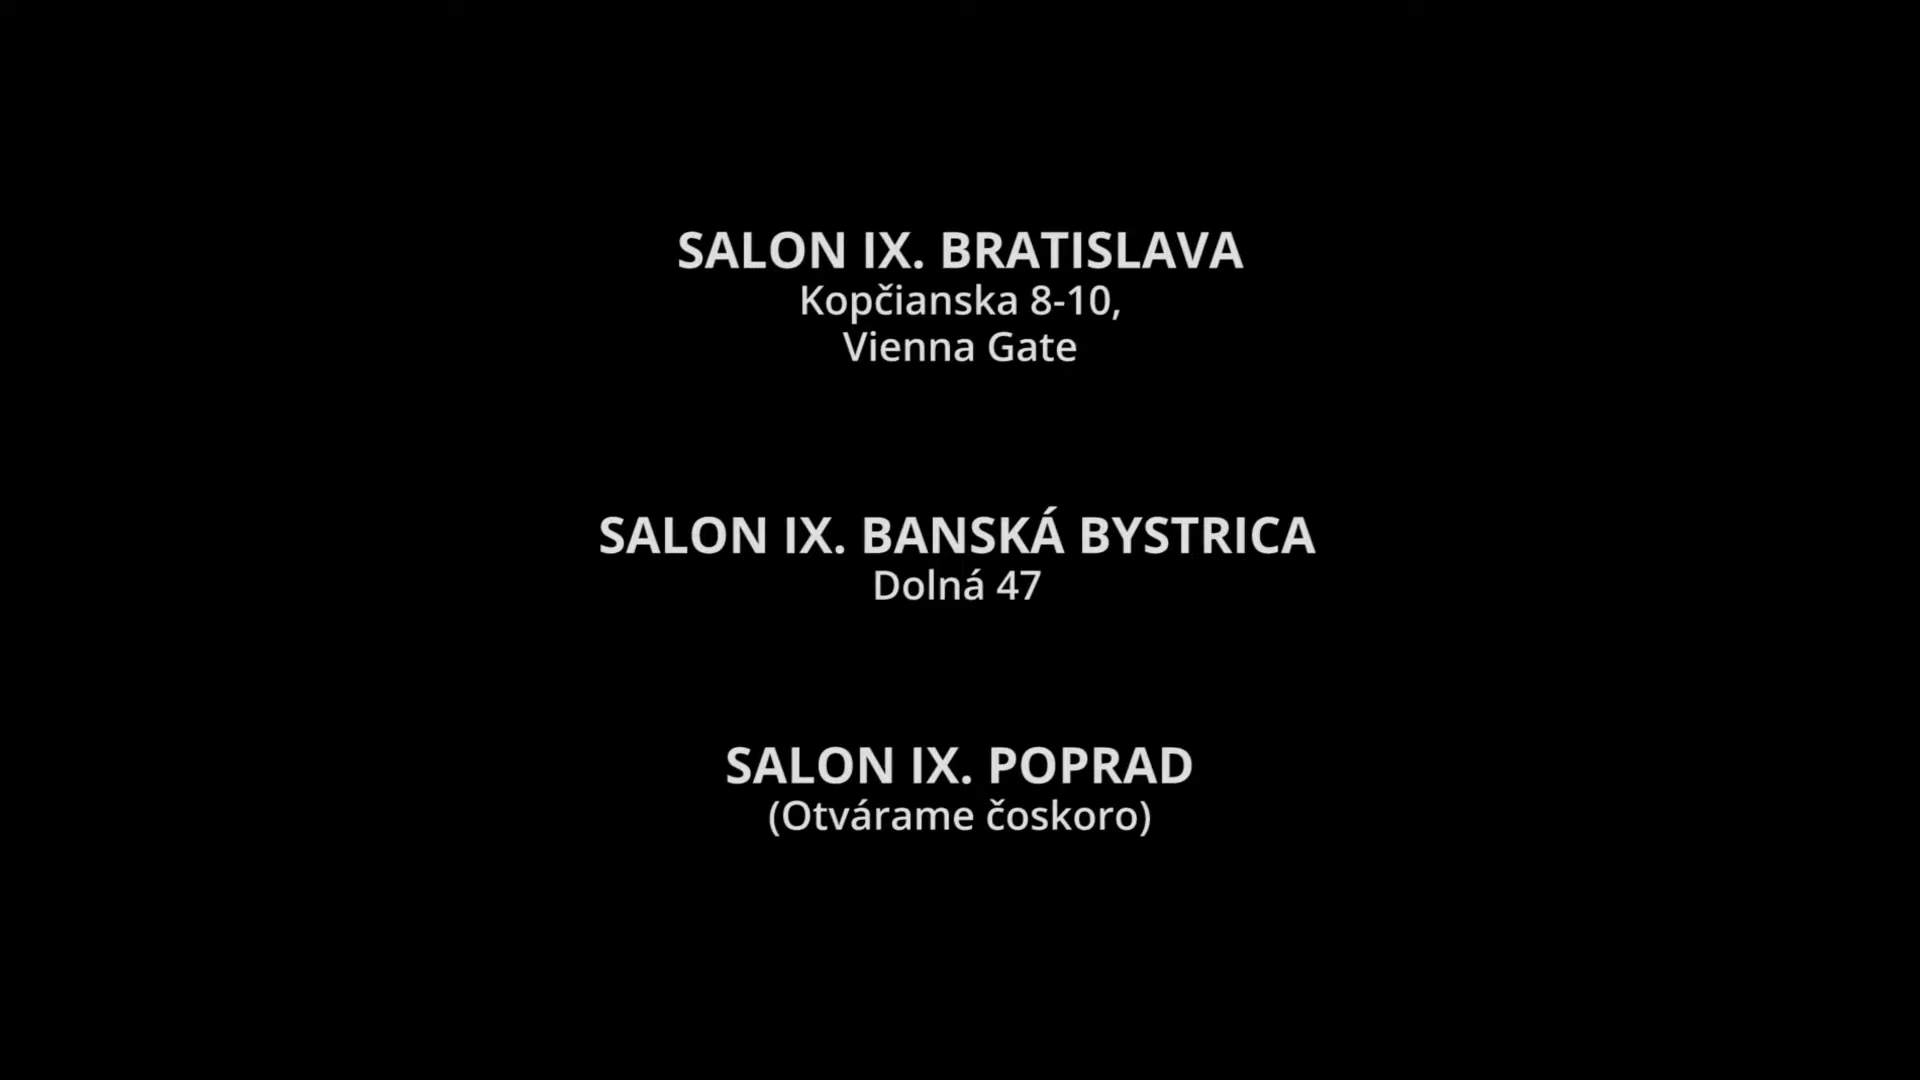 SALON IX. BRATISLAVA
Kopčianska 8-10,
Vienna Gate
SALON IX. BANSKÁ BYSTRICA
Dolná 47
SALON IX. POPRAD
(Otvárame čoskoro)